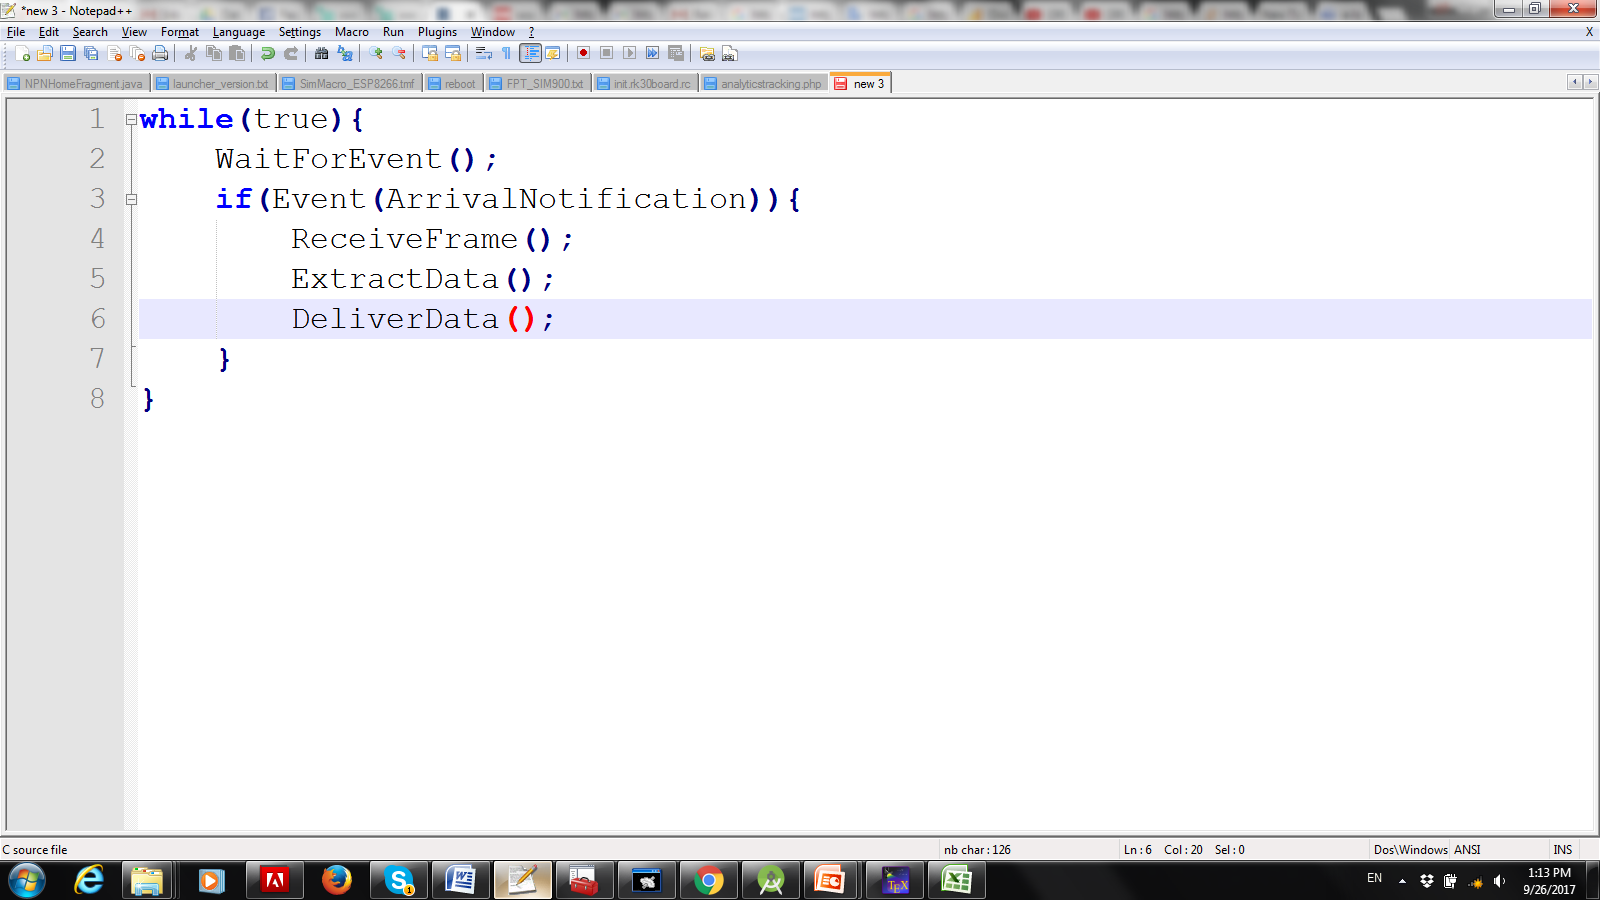 *new 3 - Notepad++
File Edit Search View Format Language Settings Macro Run Plugins Window ? X
NPNHomeFragment.java launcher_version.txt SimMacro_ESP8266.tmf reboot FPT_SIM900.txt init.rk30board.rc analyticstracking.php new 3
1 while(true){
2 WaitForEvent();
3 if(Event(ArrivalNotification)){
4 ReceiveFrame();
5 ExtractData();
6 DeliverData();
7 }
8 }
C source file nb char : 126 Ln : 6 Col : 20 Sel : 0 Dos\Windows ANSI INS
EN 1:13 PM
9/26/2017